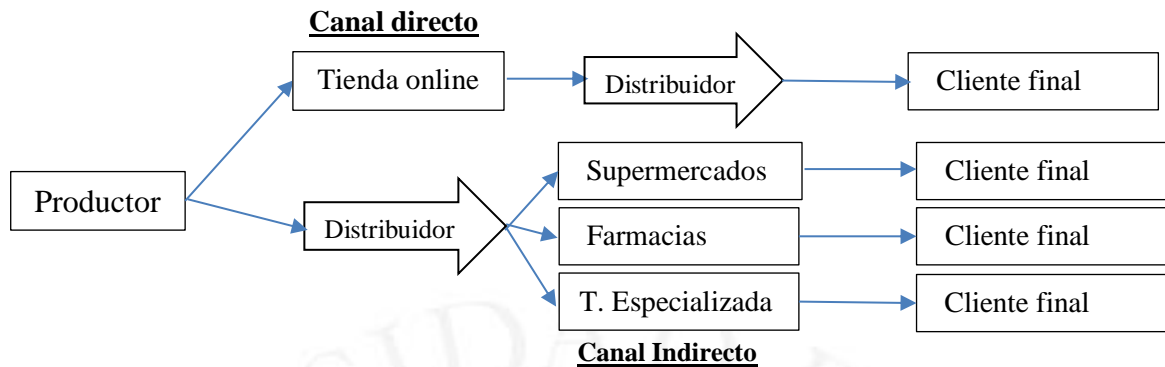 Canal directo
Tienda online
Distribuidor
Cliente final
Productor
Distribuidor
Supermercados
Cliente final
Farmacias
Cliente final
T. Especializada
Cliente final
Canal Indirecto